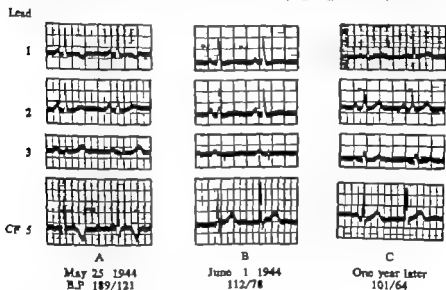 Lead
1
2
3
CF 5
A B C
May 25 1944 June 1 1944 One year later
B.P 189/121 112/78 101/64